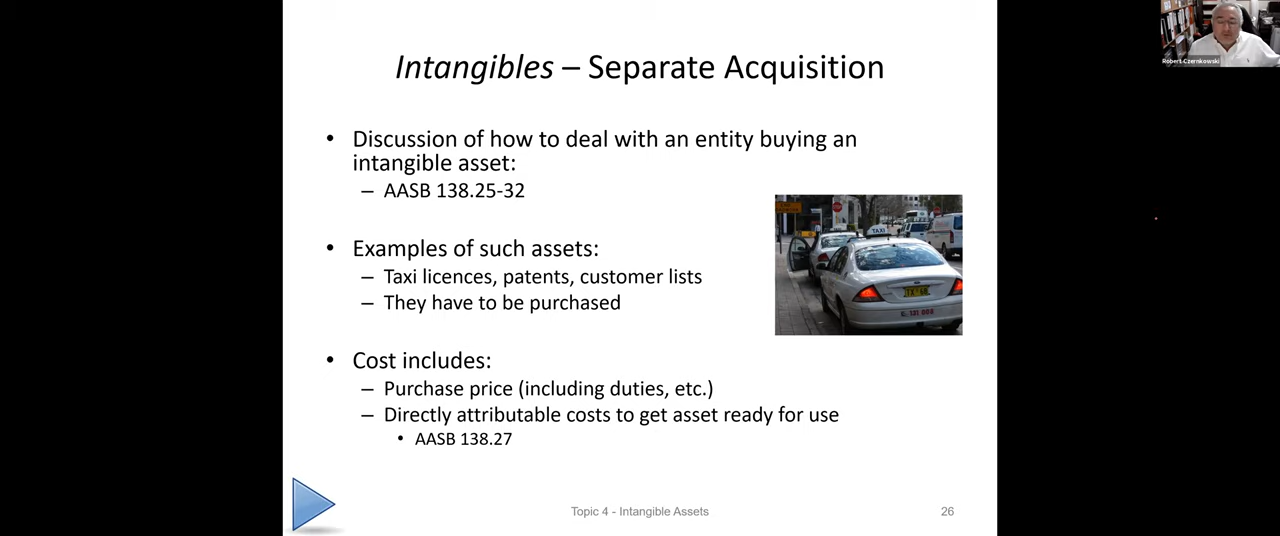 Intangibles – Separate Acquisition
• Discussion of how to deal with an entity buying an
intangible asset:
– AASB 138.25-32
• Examples of such assets:
– Taxi licences, patents, customer lists
– They have to be purchased
• Cost includes:
– Purchase price (including duties, etc.)
– Directly attributable costs to get asset ready for use
• AASB 138.27
TAXI
Topic 4 - Intangible Assets
26
Robert Czernkowski